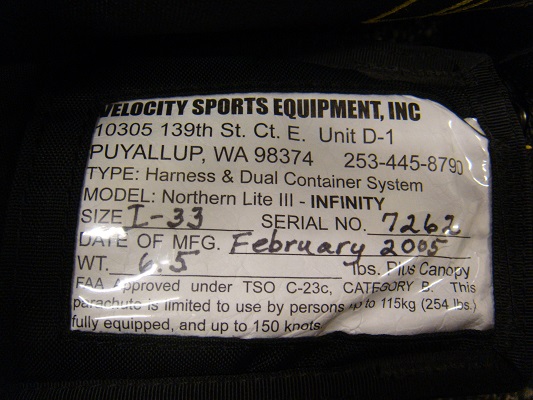 VELOCITY SPORTS EQUIPMENT, INC
10305 139th St. Ct. E. Unit D-1
PUYALLUP, WA 98374 253-445-8790
TYPE: Harness & Dual Container System
MODEL: Northern Lite III - INFINITY
SIZE I-33 SERIAL NO. 7262
DATE OF MFG. February 2005
WT. 6.5 lbs. Plus Canopy
FAA Approved under TSO C-23c, CATEGORY B. This
parachute is limited to use by persons up to 115kg (254 lbs.)
fully equipped, and up to 150 knots